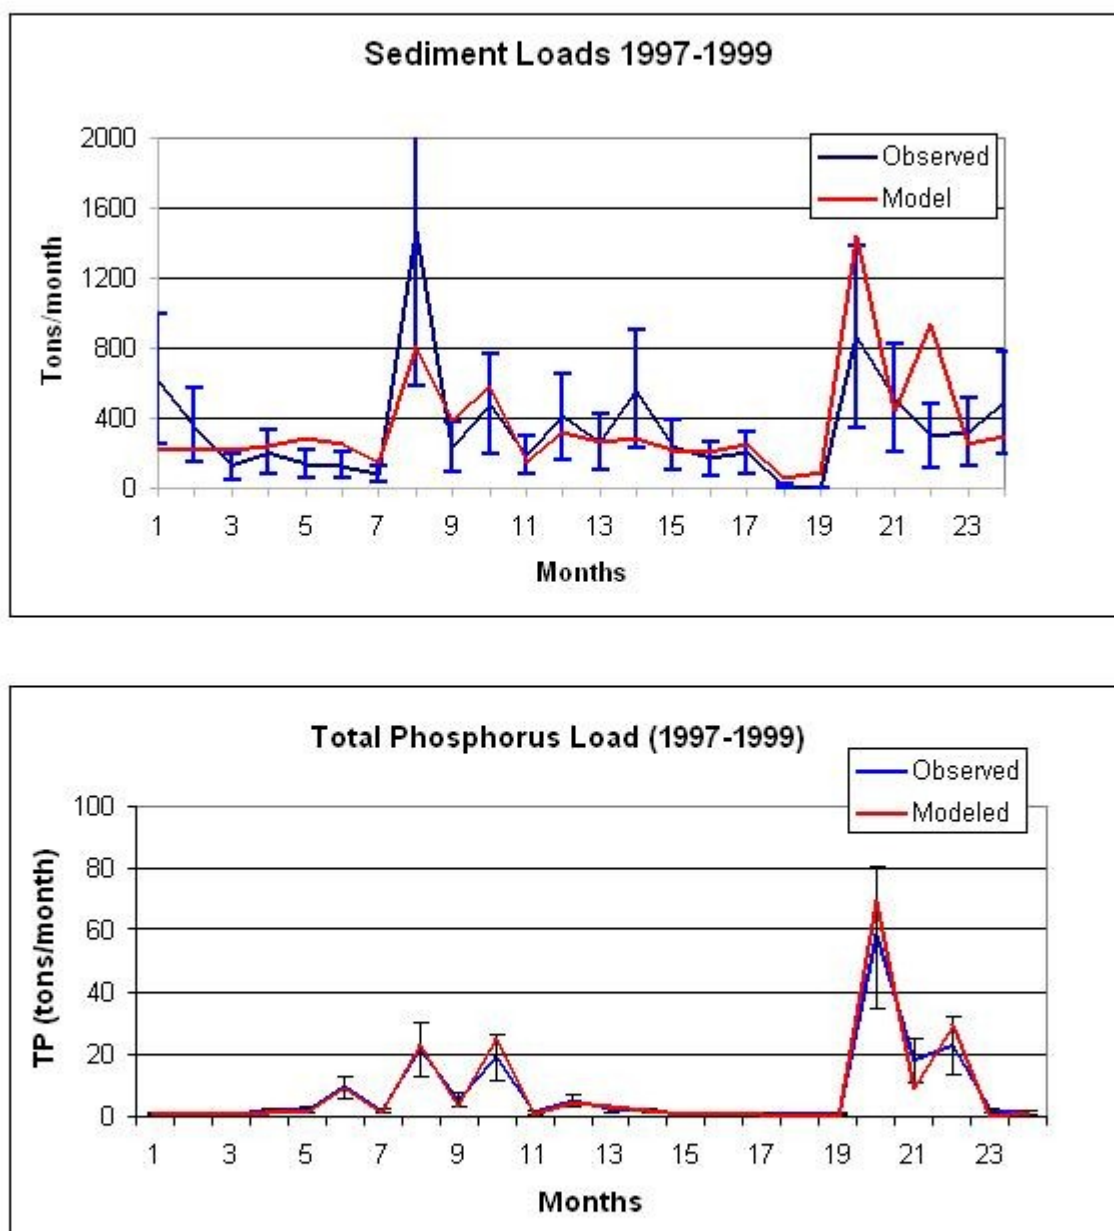 Sediment Loads 1997-1999
2000
1600
1200
800
400
0
Tons/month
Observed
Model
1 3 5 7 9 11 13 15 17 19 21 23
Months
Total Phosphorus Load (1997-1999)
Observed
Modeled
100
80
60
40
20
0
TP (tons/month)
1 3 5 7 9 11 13 15 17 19 21 23
Months